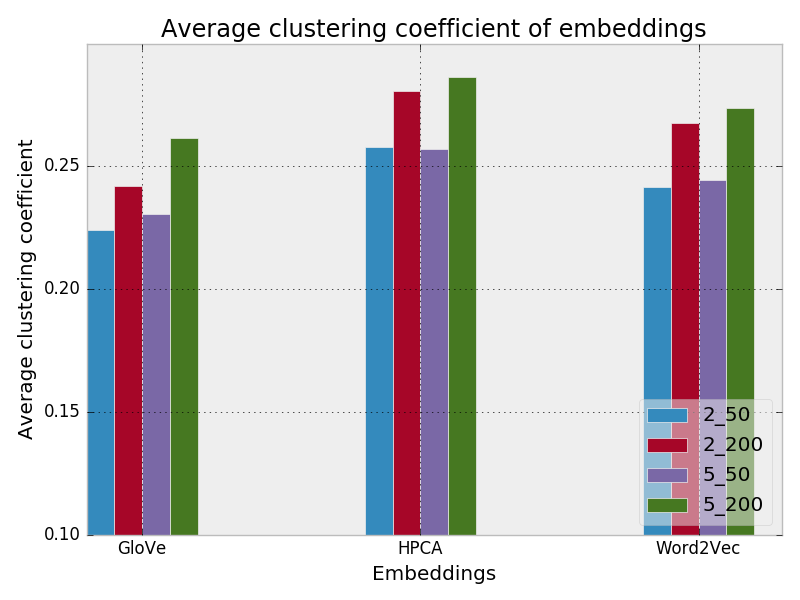 Average clustering coefficient of embeddings
Average clustering coefficient
0.25
0.20
0.15
0.10
2_50
2_200
5_50
5_200
GloVe HPCA Word2Vec
Embeddings